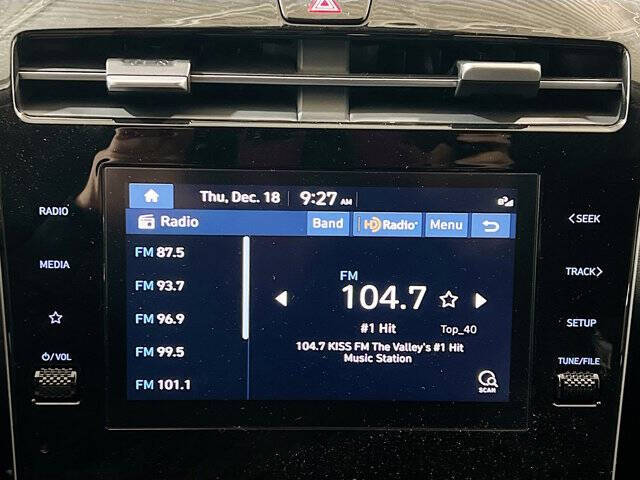 Thu, Dec. 18 9:27 AM
Radio Band HD Radio Menu
RADIO
MEDIA
⏻/VOL
FM 87.5
FM 93.7
FM 96.9
FM 99.5
FM 101.1
FM
104.7
#1 Hit Top_40
104.7 KISS FM The Valley's #1 Hit
Music Station
SCAN
<SEEK
TRACK>
SETUP
TUNE/FILE